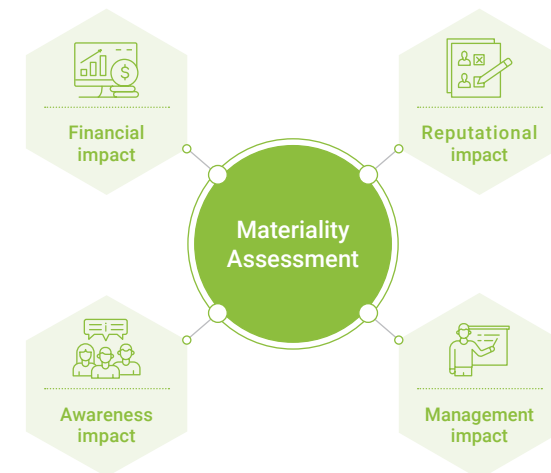 Financial
impact
Reputational
impact
Materiality
Assessment
Awareness
impact
Management
impact